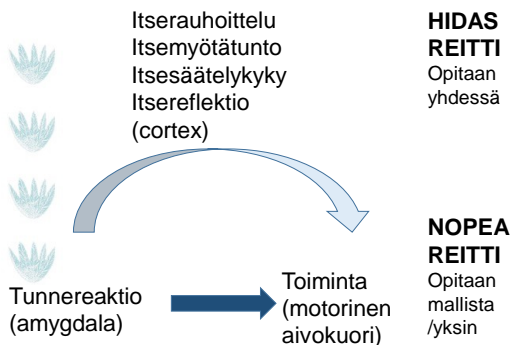 Itserauhoittelu
Itsemyötätunto
Itsesäätelykyky
Itsereflektio
(cortex)
HIDAS
REITTI
Opitaan
yhdessä
Tunnereaktio
(amygdala)
Toiminta
(motorinen
aivokuori)
NOPEA
REITTI
Opitaan
mallista
/yksin